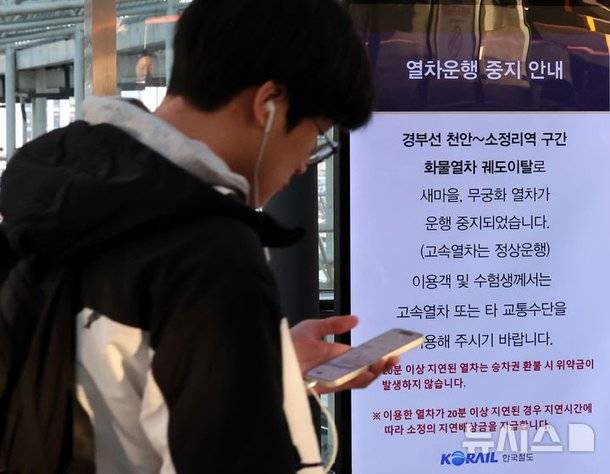 열차운행 중지 안내
경부선 천안~소정리역 구간
화물열차 궤도이탈로
새마을, 무궁화 열차가
운행 중지되었습니다.
(고속열차는 정상운행)
이용객 및 수험생께서는
고속열차 또는 타 교통수단을
해 주시기 바랍니다.
20분 이상 지연된 열차는 승차권 환불 시 위약금이
발생하지 않습니다.
※ 이용한 열차가 20분 이상 지연된 경우 지연시간에
따라 소정의 지연배상금을 지급합니다.
KORAIL 한국철도
뉴시스